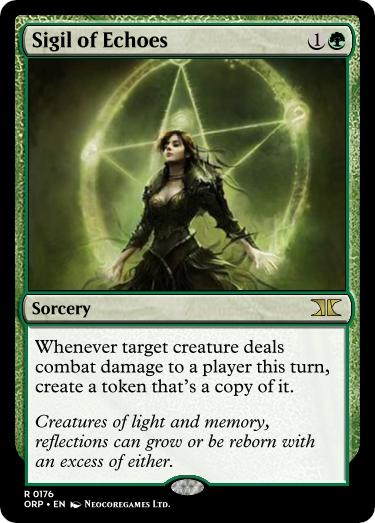 Sigil of Echoes 1
Sorcery
Whenever target creature deals
combat damage to a player this turn,
create a token that's a copy of it.
Creatures of light and memory,
reflections can grow or be reborn with
an excess of either.
R 0176
ORP • EN Neocoregames Ltd.